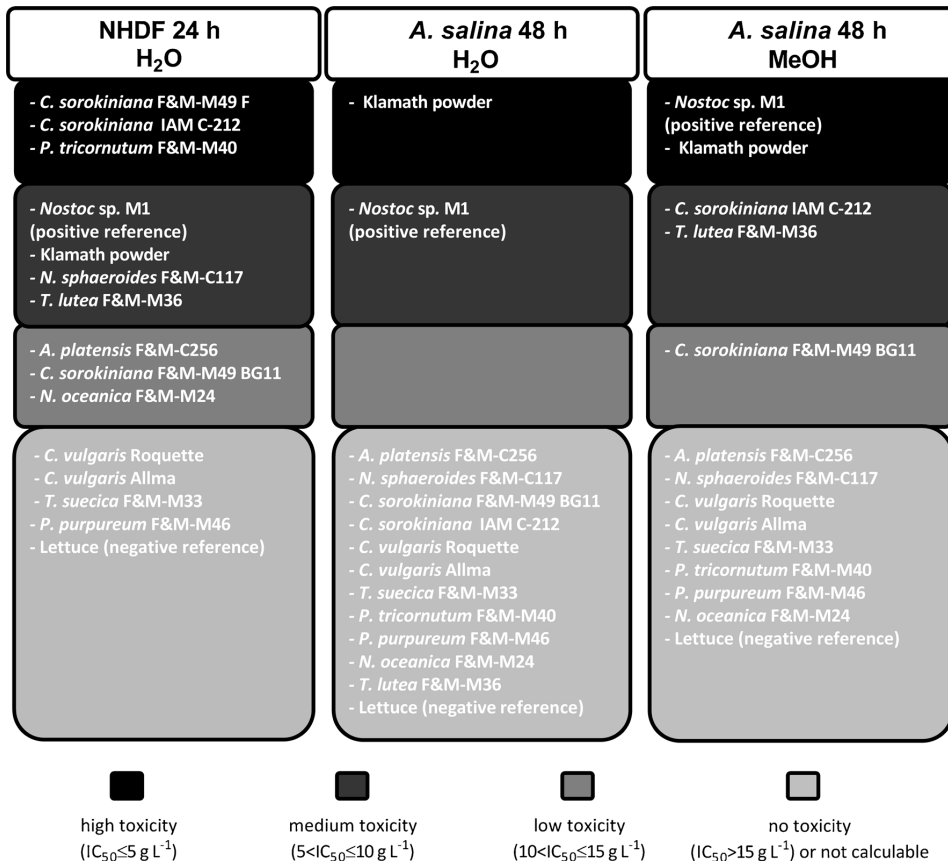 NHDF 24 h
H₂O
- C. sorokiniana F&M-M49 F
- C. sorokiniana IAM C-212
- P. tricornutum F&M-M40
- Nostoc sp. M1
(positive reference)
- Klamath powder
- N. sphaeroides F&M-C117
- T. lutea F&M-M36
- A. platensis F&M-C256
- C. sorokiniana F&M-M49 BG11
- N. oceanica F&M-M24
- C. vulgaris Roquette
- C. vulgaris Allma
- T. suecica F&M-M33
- P. purpureum F&M-M46
- Lettuce (negative reference)
A. salina 48 h
H₂O
- Klamath powder
- Nostoc sp. M1
(positive reference)
- A. platensis F&M-C256
- N. sphaeroides F&M-C117
- C. sorokiniana F&M-M49 BG11
- C. sorokiniana IAM C-212
- C. vulgaris Roquette
- C. vulgaris Allma
- T. suecica F&M-M33
- P. tricornutum F&M-M40
- P. purpureum F&M-M46
- N. oceanica F&M-M24
- T. lutea F&M-M36
- Lettuce (negative reference)
A. salina 48 h
MeOH
- Nostoc sp. M1
(positive reference)
- Klamath powder
- C. sorokiniana IAM C-212
- T. lutea F&M-M36
- C. sorokiniana F&M-M49 BG11
- A. platensis F&M-C256
- N. sphaeroides F&M-C117
- C. vulgaris Roquette
- C. vulgaris Allma
- T. suecica F&M-M33
- P. tricornutum F&M-M40
- P. purpureum F&M-M46
- N. oceanica F&M-M24
- Lettuce (negative reference)
high toxicity
(IC₅₀≤5 g L⁻¹)
medium toxicity
(5<IC₅₀≤10 g L⁻¹)
low toxicity
(10<IC₅₀≤15 g L⁻¹)
no toxicity
(IC₅₀>15 g L⁻¹) or not calculable